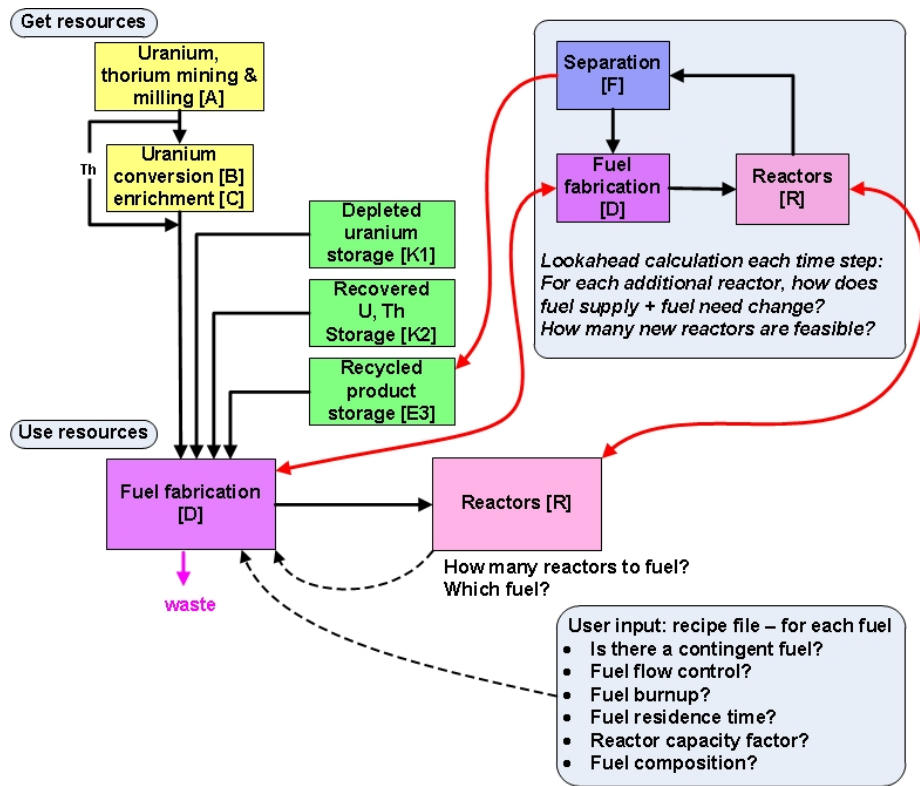 Get resources
Uranium,
thorium mining &
milling [A]
Th
Uranium
conversion [B]
enrichment [C]
Depleted
uranium
storage [K1]
Recovered
U, Th
Storage [K2]
Recycled
product
storage [E3]
Separation
[F]
Fuel
fabrication
[D]
Reactors
[R]
Lookahead calculation each time step:
For each additional reactor, how does
fuel supply + fuel need change?
How many new reactors are feasible?
Use resources
Fuel fabrication
[D]
Reactors [R]
waste
How many reactors to fuel?
Which fuel?
User input: recipe file – for each fuel
• Is there a contingent fuel?
• Fuel flow control?
• Fuel burnup?
• Fuel residence time?
• Reactor capacity factor?
• Fuel composition?